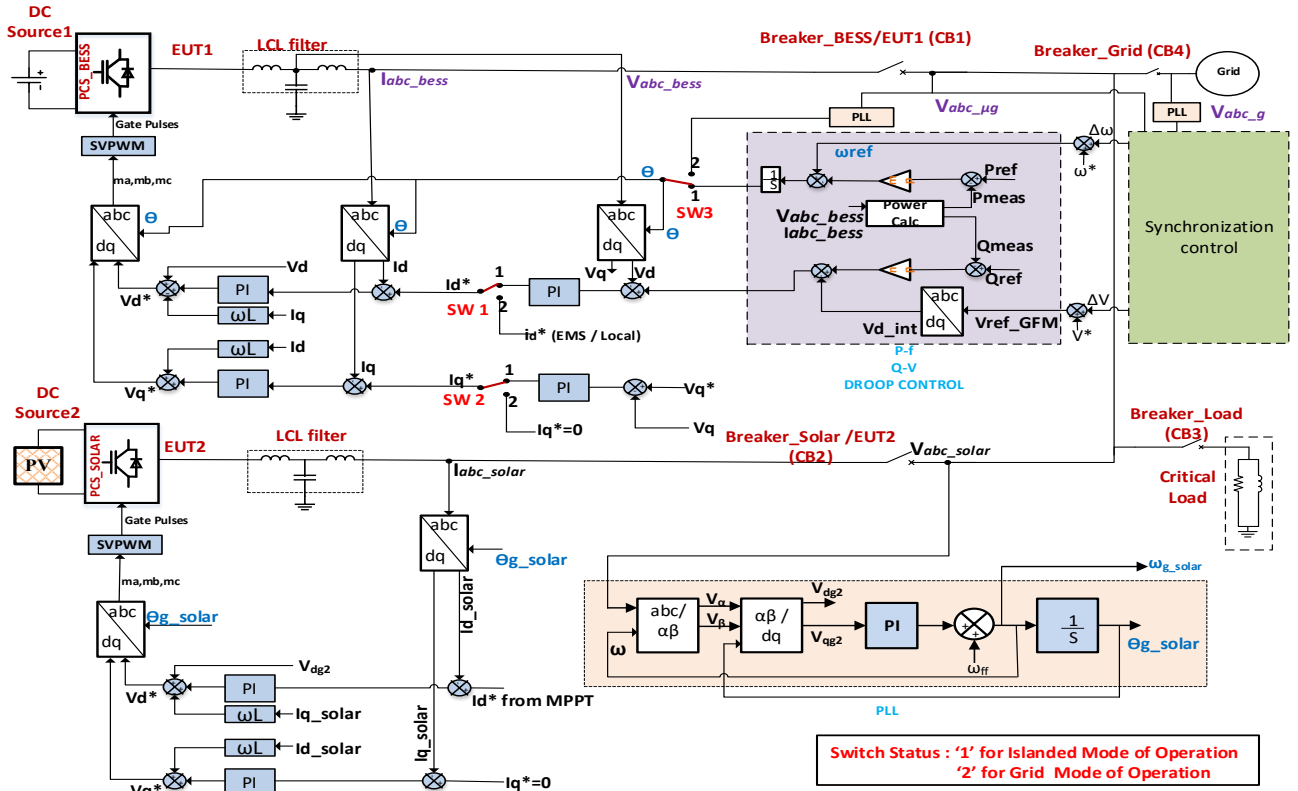 DC
Source1
PCS_BESS
EUT1
LCL filter
Iabc_bess
Vabc_bess
Breaker_BESS/EUT1 (CB1)
Breaker_Grid (CB4)
Grid
Vabc_μg
PLL
PLL
Vabc_g
Gate Pulses
SVPWM
ma,mb,mc
abc
dq
Ө
abc
dq
Ө
abc
dq
Ө
Ө
2
1
SW3
1
S
ωref
Δω
ω*
Pref
Pmeas
Power
Calc
Vabc_bess
Iabc_bess
Qmeas
Qref
abc
dq
Vd_int
Vref_GFM
ΔV
V*
P-f
Q-V
DROOP CONTROL
Synchronization
control
Vd
Vd*
PI
ωL
Iq
Id
Id*
SW 1
1
2
PI
Vq
Vd
id* (EMS / Local)
ωL
Id
Vq*
PI
Iq
Iq*
SW 2
1
2
PI
Vq*
Vq
Iq*=0
DC
Source2
PV
PCS_SOLAR
EUT2
LCL filter
Iabc_solar
Breaker_Solar /EUT2
(CB2)
Vabc_solar
Breaker_Load
(CB3)
Critical
Load
Gate Pulses
SVPWM
ma,mb,mc
abc
dq
Өg_solar
abc
dq
Өg_solar
Id_solar
Iq_solar
Vdg2
Vd*
PI
ωL
Iq_solar
Id* from MPPT
ωL
Id_solar
Vq*
PI
Iq*=0
abc/
αβ
ω
Vα
Vβ
αβ /
dq
Vdg2
Vqg2
PI
+
+
ωff
1
S
ωg_solar
Өg_solar
PLL
Switch Status : ‘1’ for Islanded Mode of Operation
‘2’ for Grid Mode of Operation